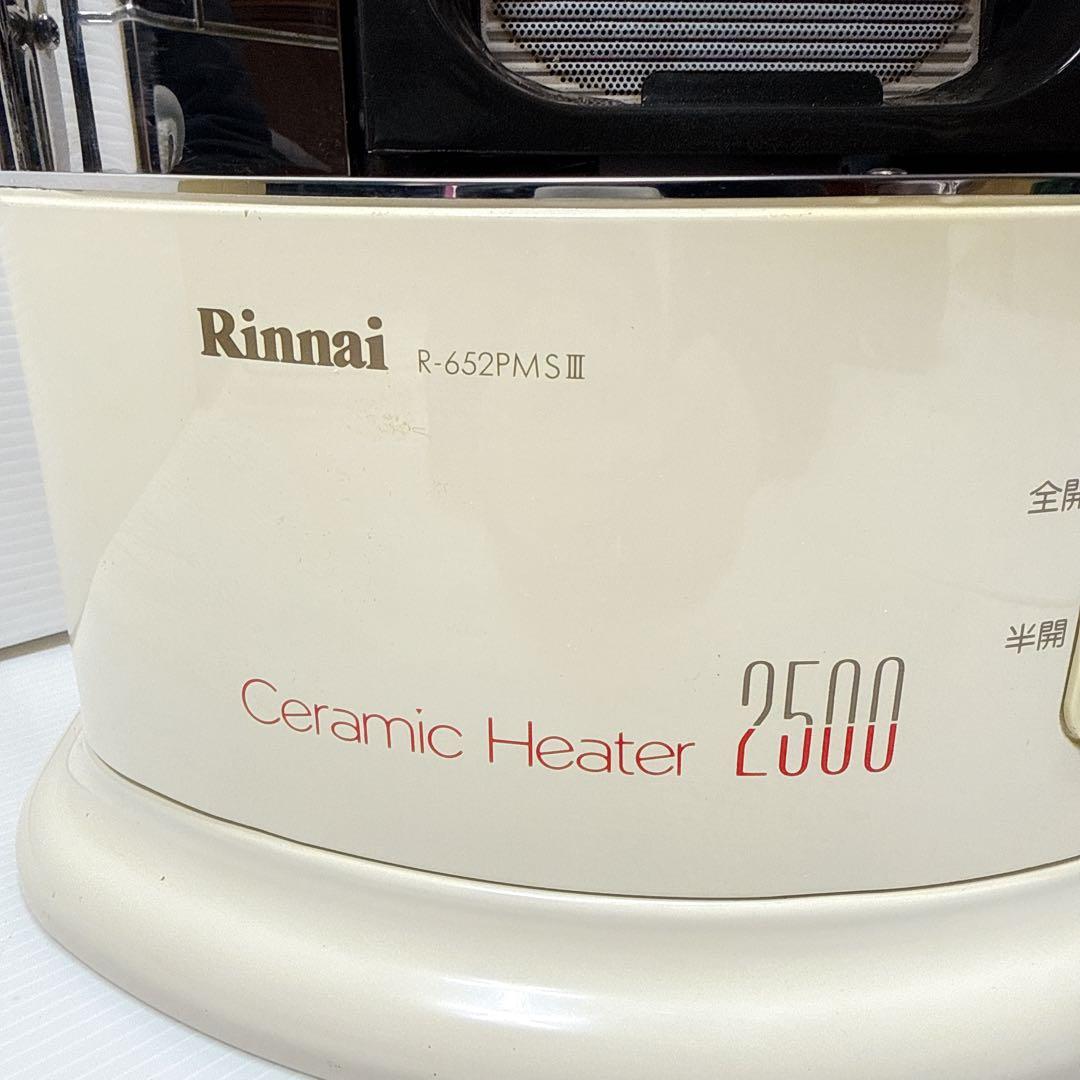 Rinnai R-652PMSⅢ
全開
半開
Ceramic Heater 2500